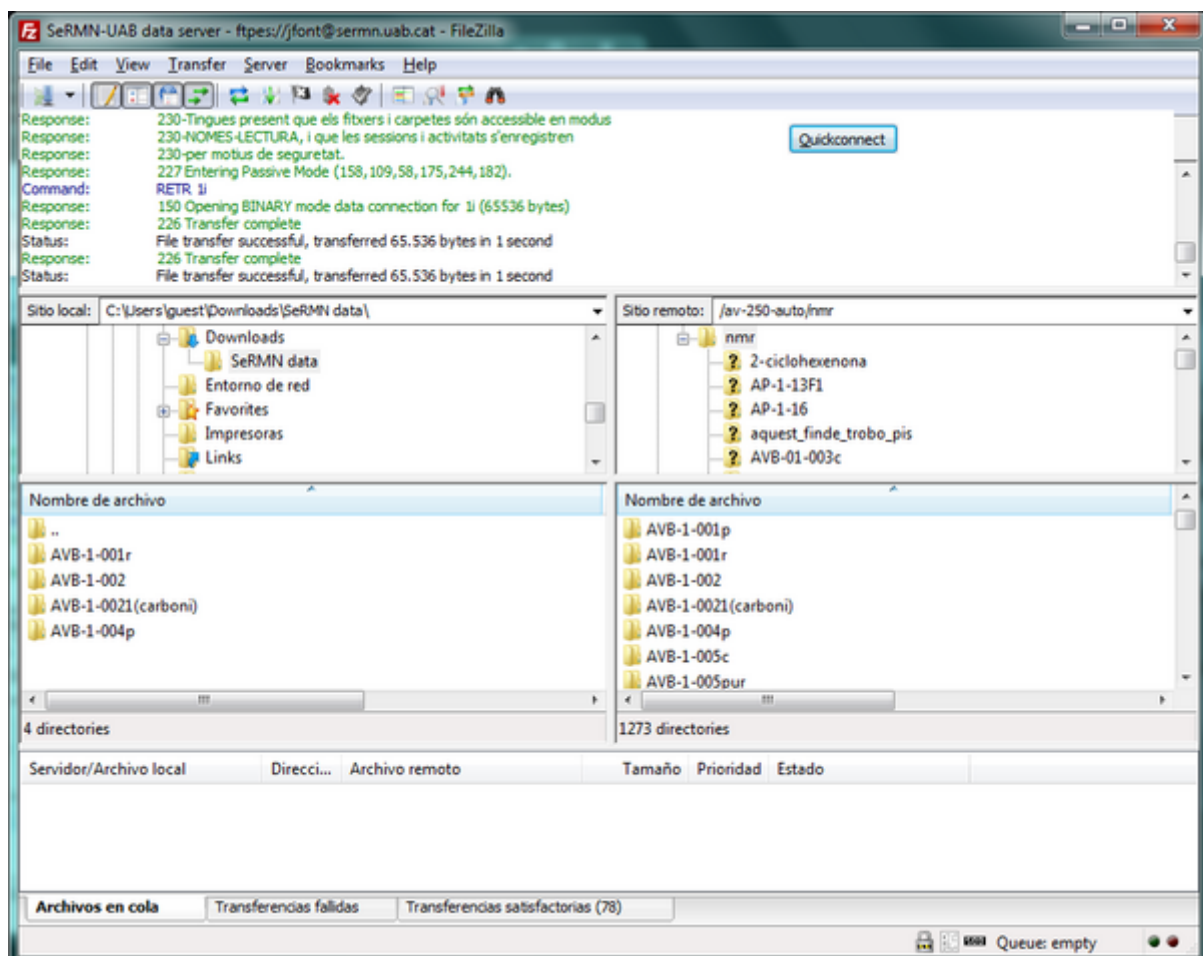 SeRMN-UAB data server - ftpes://jfont@sermn.uab.cat - FileZilla
File Edit View Transfer Server Bookmarks Help
Response: 230-Tingues present que els fitxers i carpetes són accessible en modus
Response: 230-NOMES-LECTURA, i que les sessions i activitats s'enregistren
Response: 230-per motius de seguretat.
Response: 227 Entering Passive Mode (158,109,58,175,244,182).
Command: RETR 1i
Response: 150 Opening BINARY mode data connection for 1i (65536 bytes)
Response: 226 Transfer complete
Status: File transfer successful, transferred 65.536 bytes in 1 second
Response: 226 Transfer complete
Status: File transfer successful, transferred 65.536 bytes in 1 second
Quickconnect
Sitio local: C:\Users\guest\Downloads\SeRMN data\
Downloads
SeRMN data
Entorno de red
Favorites
Impresoras
Links
Sitio remoto: /av-250-auto/nmr
nmr
2-ciclohexenona
AP-1-13F1
AP-1-16
aquest_finde_trobo_pis
AVB-01-003c
Nombre de archivo
..
AVB-1-001r
AVB-1-002
AVB-1-0021(carboni)
AVB-1-004p
4 directories
Nombre de archivo
AVB-1-001p
AVB-1-001r
AVB-1-002
AVB-1-0021(carboni)
AVB-1-004p
AVB-1-005c
AVB-1-005pur
1273 directories
Servidor/Archivo local Direcci... Archivo remoto Tamaño Prioridad Estado
Archivos en cola Transferencias fallidas Transferencias satisfactorias (78)
Queue: empty